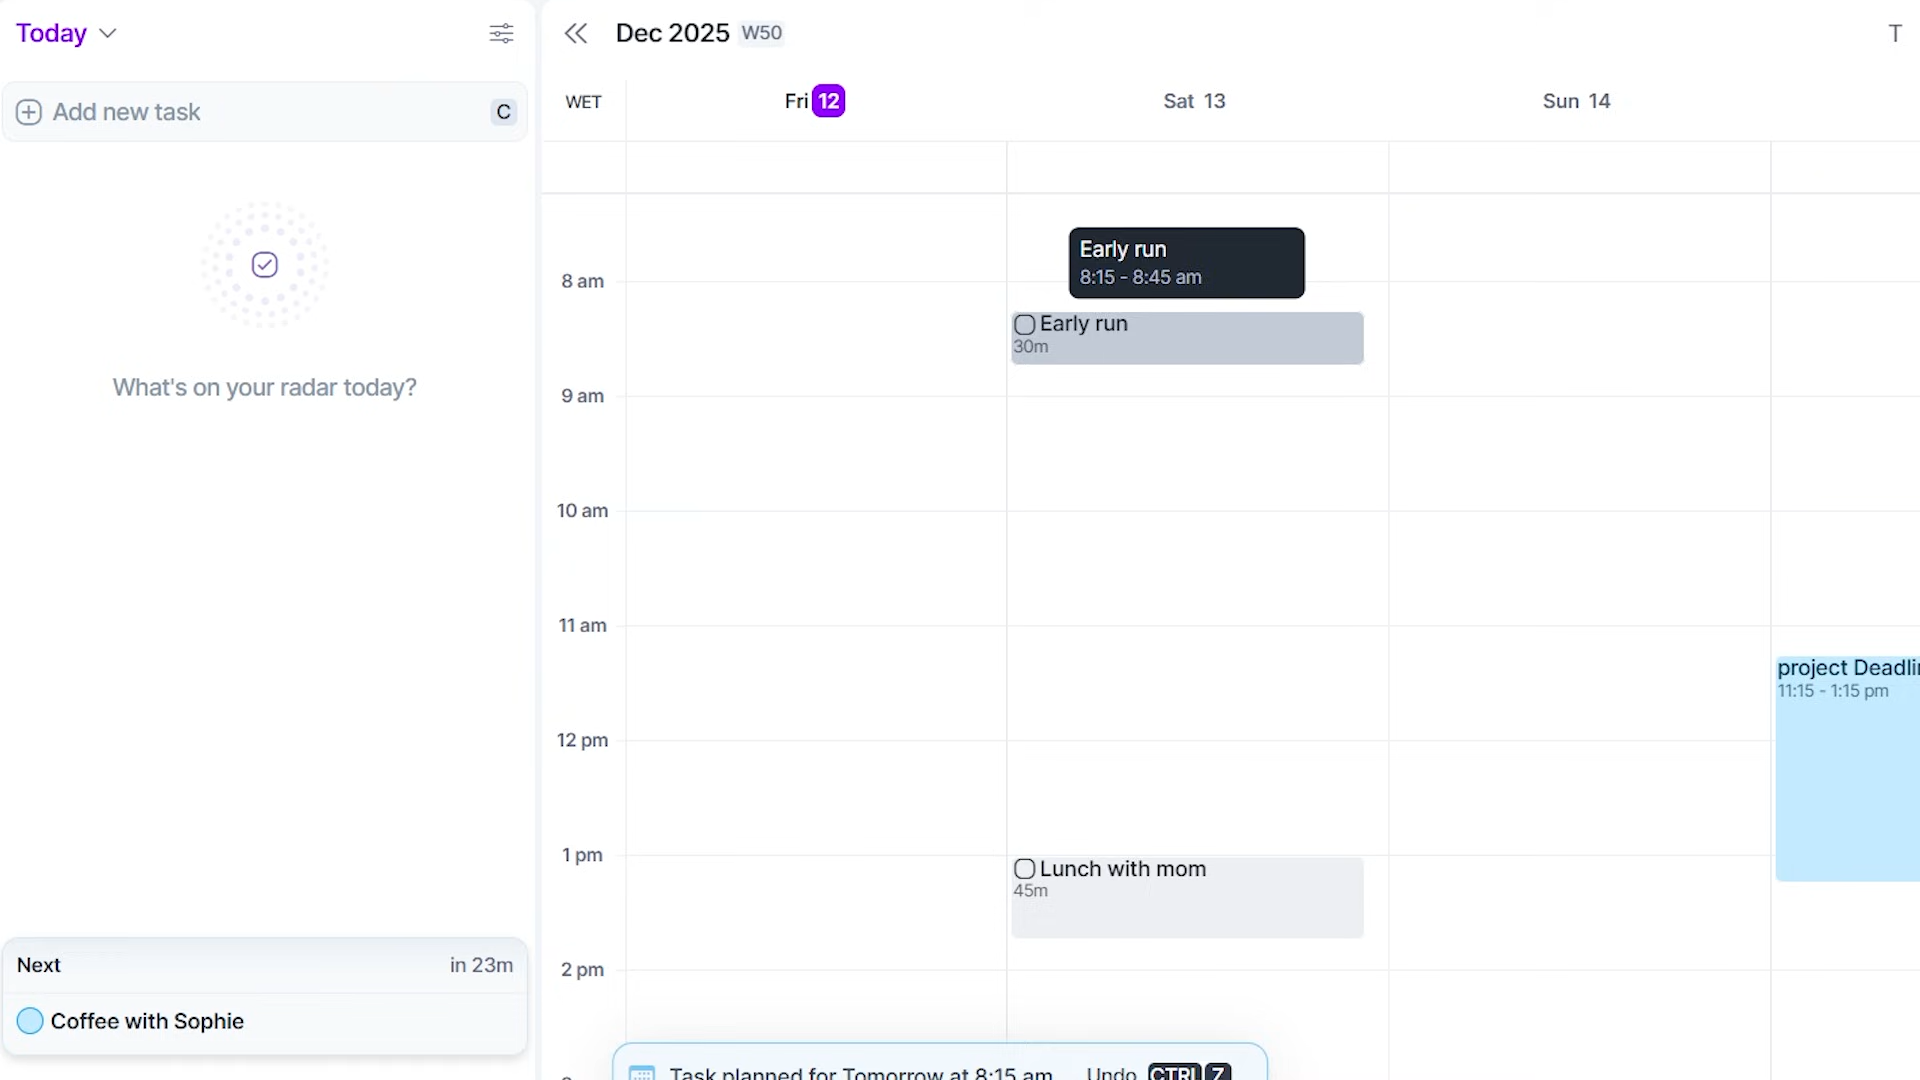 Today
Add new task
C
What's on your radar today?
Next
in 23m
Coffee with Sophie
Dec 2025
W50
T
WET
Fri 12
Sat 13
Sun 14
8 am
9 am
10 am
11 am
12 pm
1 pm
2 pm
Early run
8:15 - 8:45 am
Early run
30m
Lunch with mom
45m
project Deadlin
11:15 - 1:15 pm
Task planned for Tomorrow at 8:15 am
Undo
CTRL Z